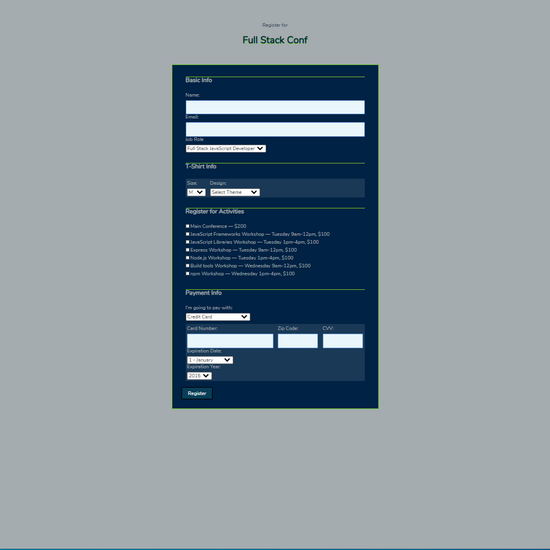 Register for
Full Stack Conf
Basic Info
Name:
Email:
Job Role
Full Stack JavaScript Developer
T-Shirt Info
Size: Design:
M Select Theme
Register for Activities
Main Conference — $200
JavaScript Frameworks Workshop — Tuesday 9am-12pm, $100
JavaScript Libraries Workshop — Tuesday 1pm-4pm, $100
Express Workshop — Tuesday 9am-12pm, $100
Node.js Workshop — Tuesday 1pm-4pm, $100
Build tools Workshop — Wednesday 9am-12pm, $100
npm Workshop — Wednesday 1pm-4pm, $100
Payment Info
I'm going to pay with:
Credit Card
Card Number: Zip Code: CVV:
Expiration Date:
1 - January
Expiration Year:
2016
Register